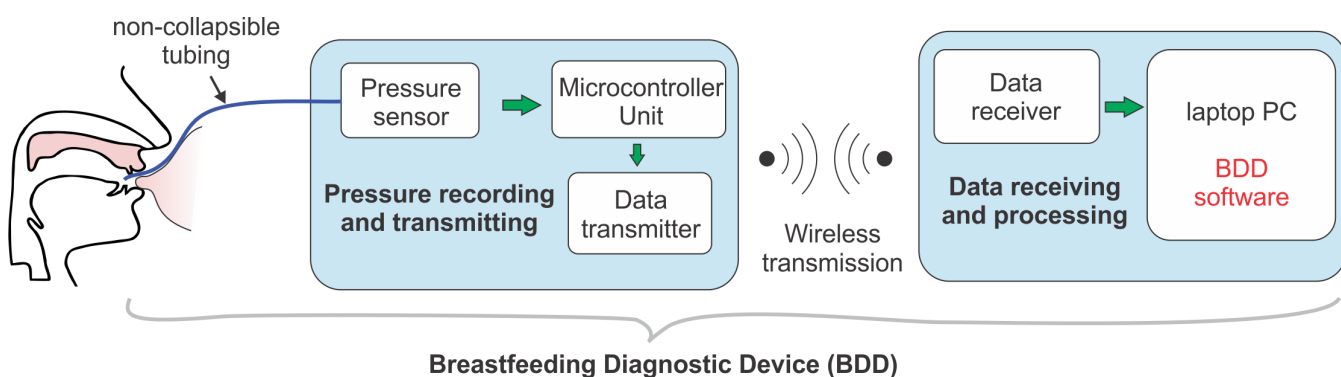 non-collapsible
tubing
Pressure
sensor
Microcontroller
Unit
Data
transmitter
Pressure recording
and transmitting
Wireless
transmission
Data
receiver
laptop PC
BDD
software
Data receiving
and processing
Breastfeeding Diagnostic Device (BDD)